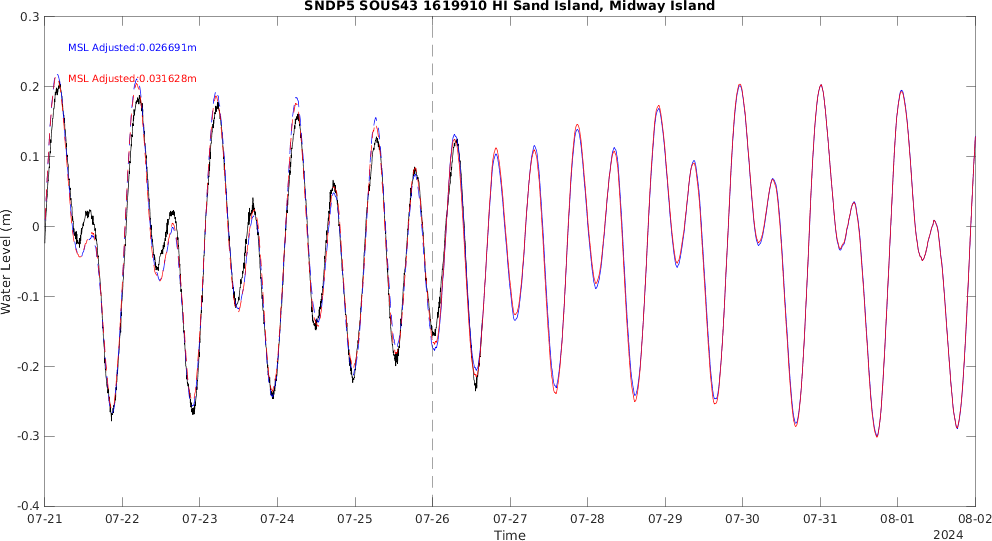 SNDP5 SOUS43 1619910 HI Sand Island, Midway Island
MSL Adjusted:0.026691m
MSL Adjusted:0.031628m
Water Level (m)
0.3
0.2
0.1
0
-0.1
-0.2
-0.3
-0.4
07-21 07-22 07-23 07-24 07-25 07-26 07-27 07-28 07-29 07-30 07-31 08-01 08-02
Time
2024